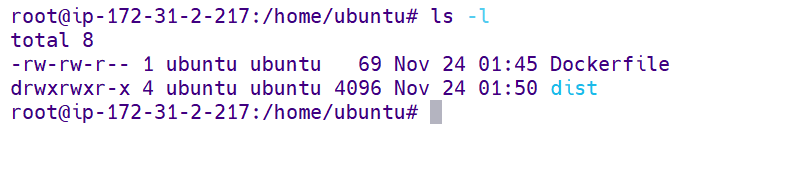 root@ip-172-31-2-217:/home/ubuntu# ls -l
total 8
-rw-rw-r-- 1 ubuntu ubuntu   69 Nov 24 01:45 Dockerfile
drwxrwxr-x 4 ubuntu ubuntu 4096 Nov 24 01:50 dist
root@ip-172-31-2-217:/home/ubuntu#